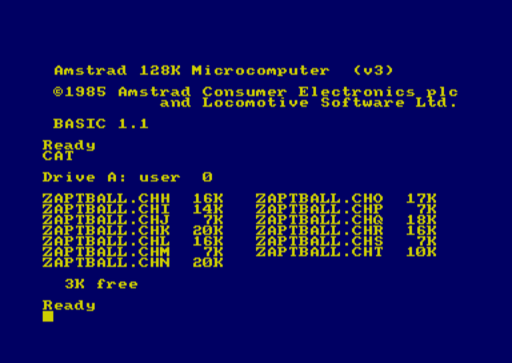 Amstrad 128K Microcomputer (v3)
©1985 Amstrad Consumer Electronics plc
and Locomotive Software Ltd.
BASIC 1.1
Ready
CAT
Drive A: user 0
ZAPTBALL.CHH 16K ZAPTBALL.CHO 17K
ZAPTBALL.CHI 14K ZAPTBALL.CHP 7K
ZAPTBALL.CHJ 7K ZAPTBALL.CHQ 18K
ZAPTBALL.CHK 20K ZAPTBALL.CHR 16K
ZAPTBALL.CHL 16K ZAPTBALL.CHS 7K
ZAPTBALL.CHM 7K ZAPTBALL.CHT 10K
ZAPTBALL.CHN 20K
3K free
Ready